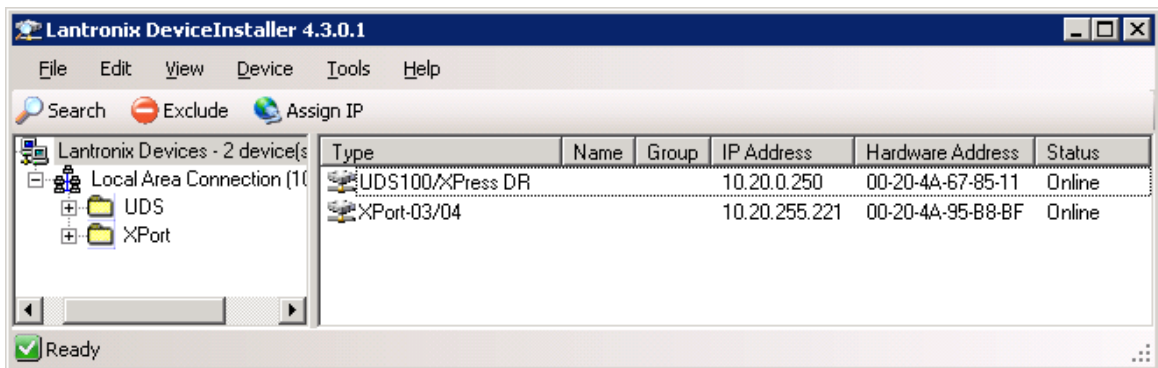 Lantronix DeviceInstaller 4.3.0.1
File Edit View Device Tools Help
Search Exclude Assign IP
Lantronix Devices - 2 device(s
Local Area Connection (10
UDS
XPort
Type Name Group IP Address Hardware Address Status
UDS100/XPress DR 10.20.0.250 00-20-4A-67-85-11 Online
XPort-03/04 10.20.255.221 00-20-4A-95-B8-BF Online
Ready